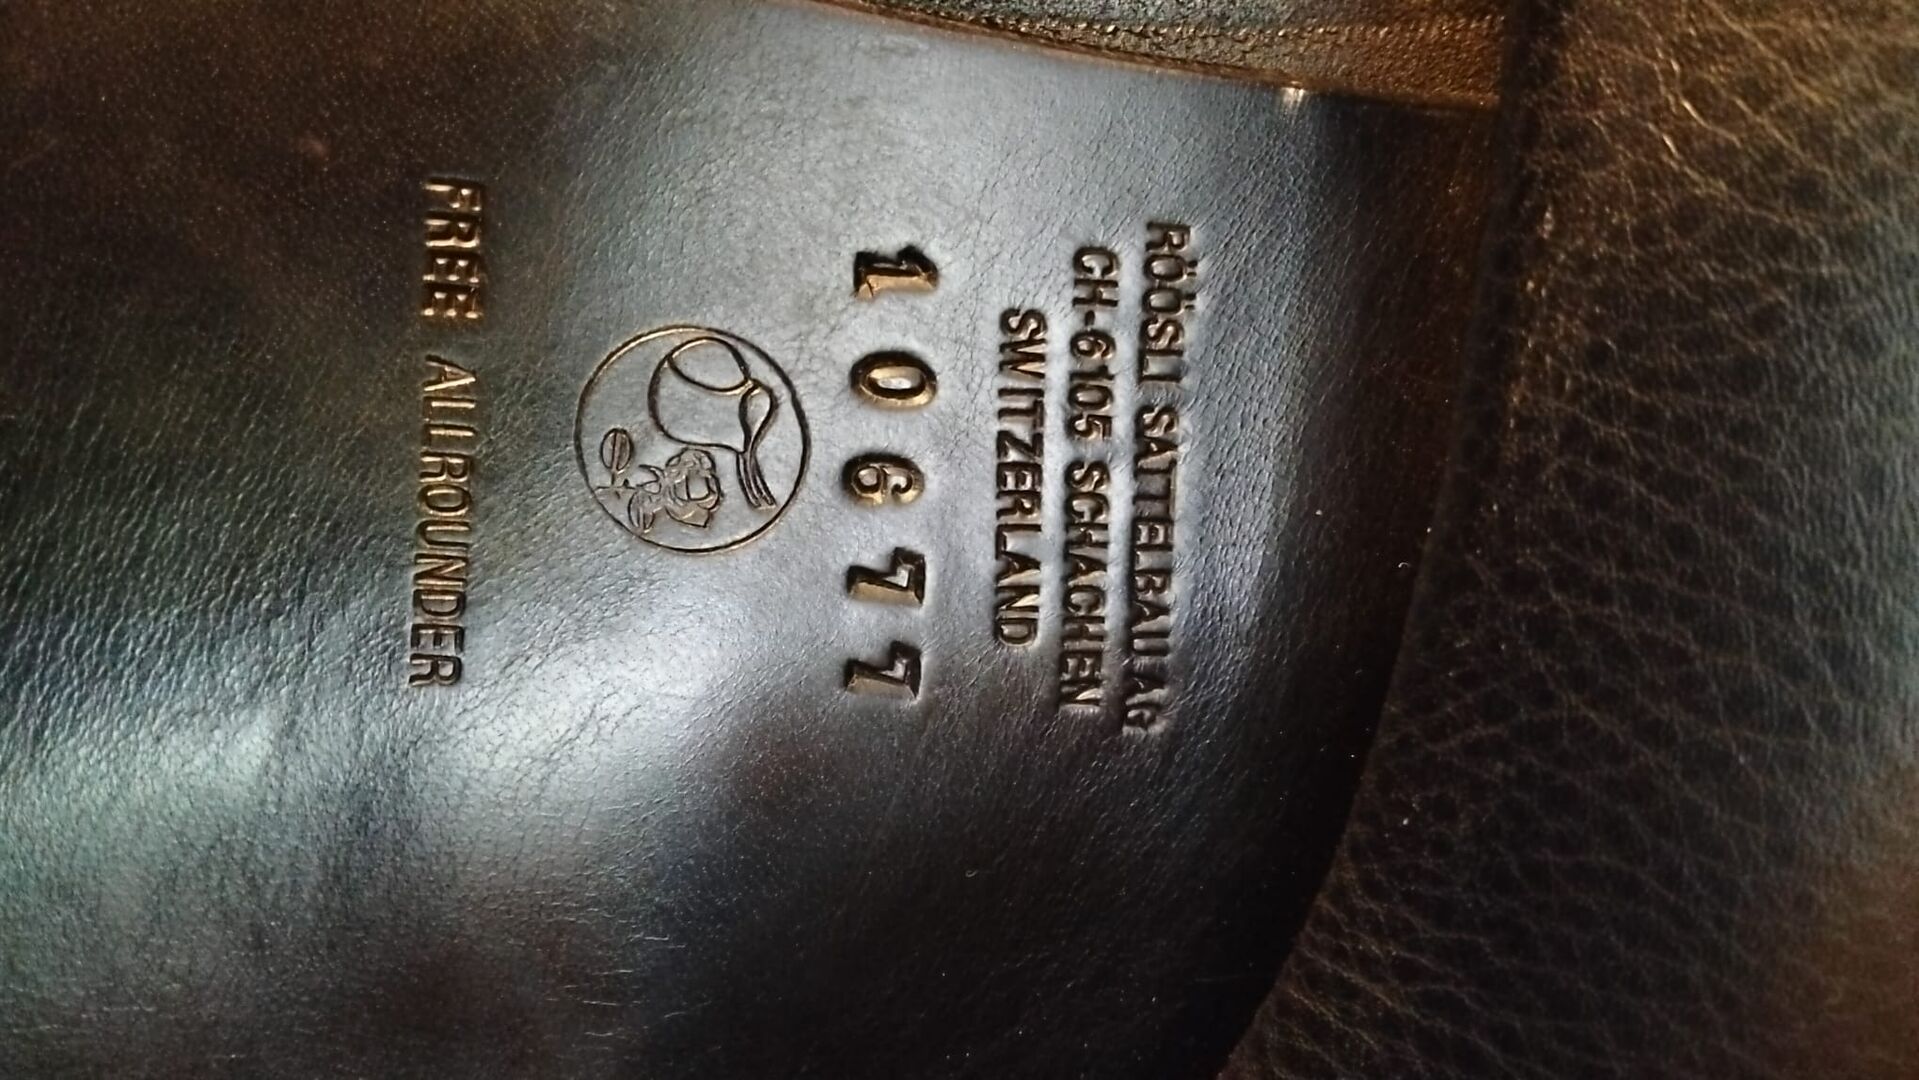 RÖÖSLI SATTELBAU AG
CH-6105 SCHACHEN
SWITZERLAND
10677
FREE ALLROUNDER